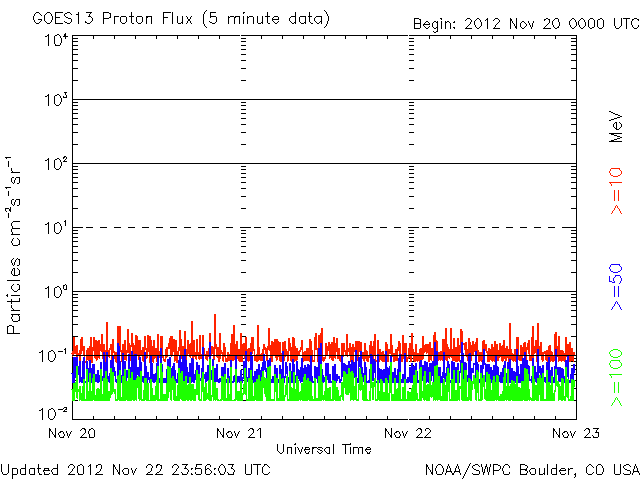 GOES13 Proton Flux (5 minute data)
Begin: 2012 Nov 20 0000 UTC
10⁴
10³
10²
10¹
10⁰
10⁻¹
10⁻²
Particles cm⁻²s⁻¹sr⁻¹
MeV
>=10
>=50
>=100
Nov 20
Nov 21
Nov 22
Nov 23
Universal Time
Updated 2012 Nov 22 23:56:03 UTC
NOAA/SWPC Boulder, CO USA